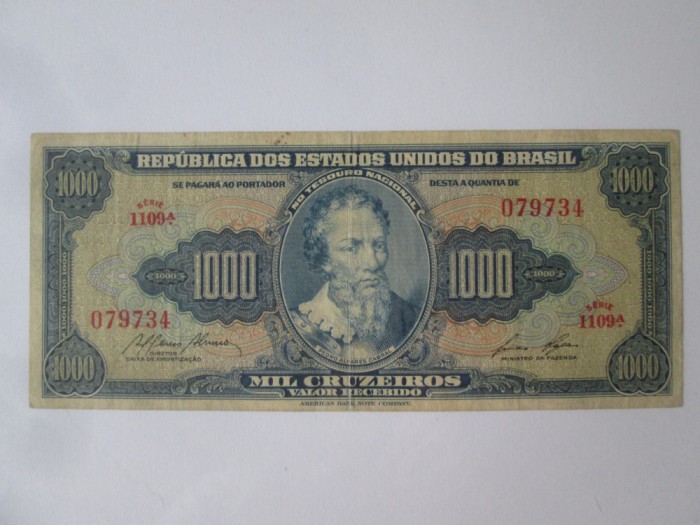 REPÚBLICA DOS ESTADOS UNIDOS DO BRASIL
1000
1000
SE PAGARÁ AO PORTADOR
NO TESOURO NACIONAL
DESTA A QUANTIA DE
SÉRIE
1109ª
079734
1000
1000
1000
1000
079734
SÉRIE
1109ª
PEDRO ALVARES CABRAL
DIRETOR
CAIXA DE AMORTIZAÇÃO
MINISTRO DA FAZENDA
1000
1000
MIL CRUZEIROS
VALOR RECEBIDO
AMERICAN BANK NOTE COMPANY.